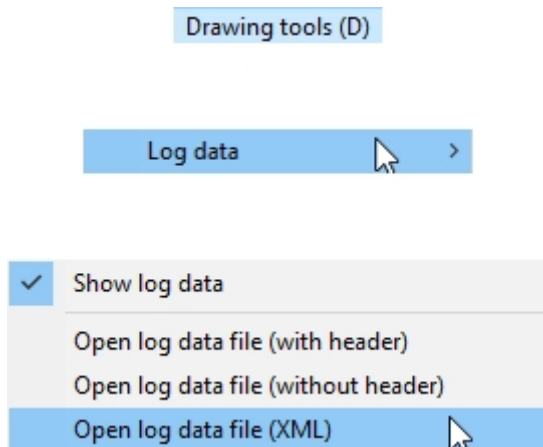 Drawing tools (D)
Log data
Show log data
Open log data file (with header)
Open log data file (without header)
Open log data file (XML)